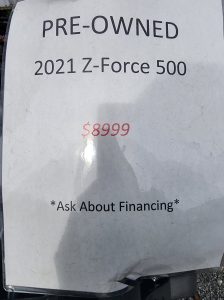 PRE-OWNED
2021 Z-Force 500
$8999
*Ask About Financing*